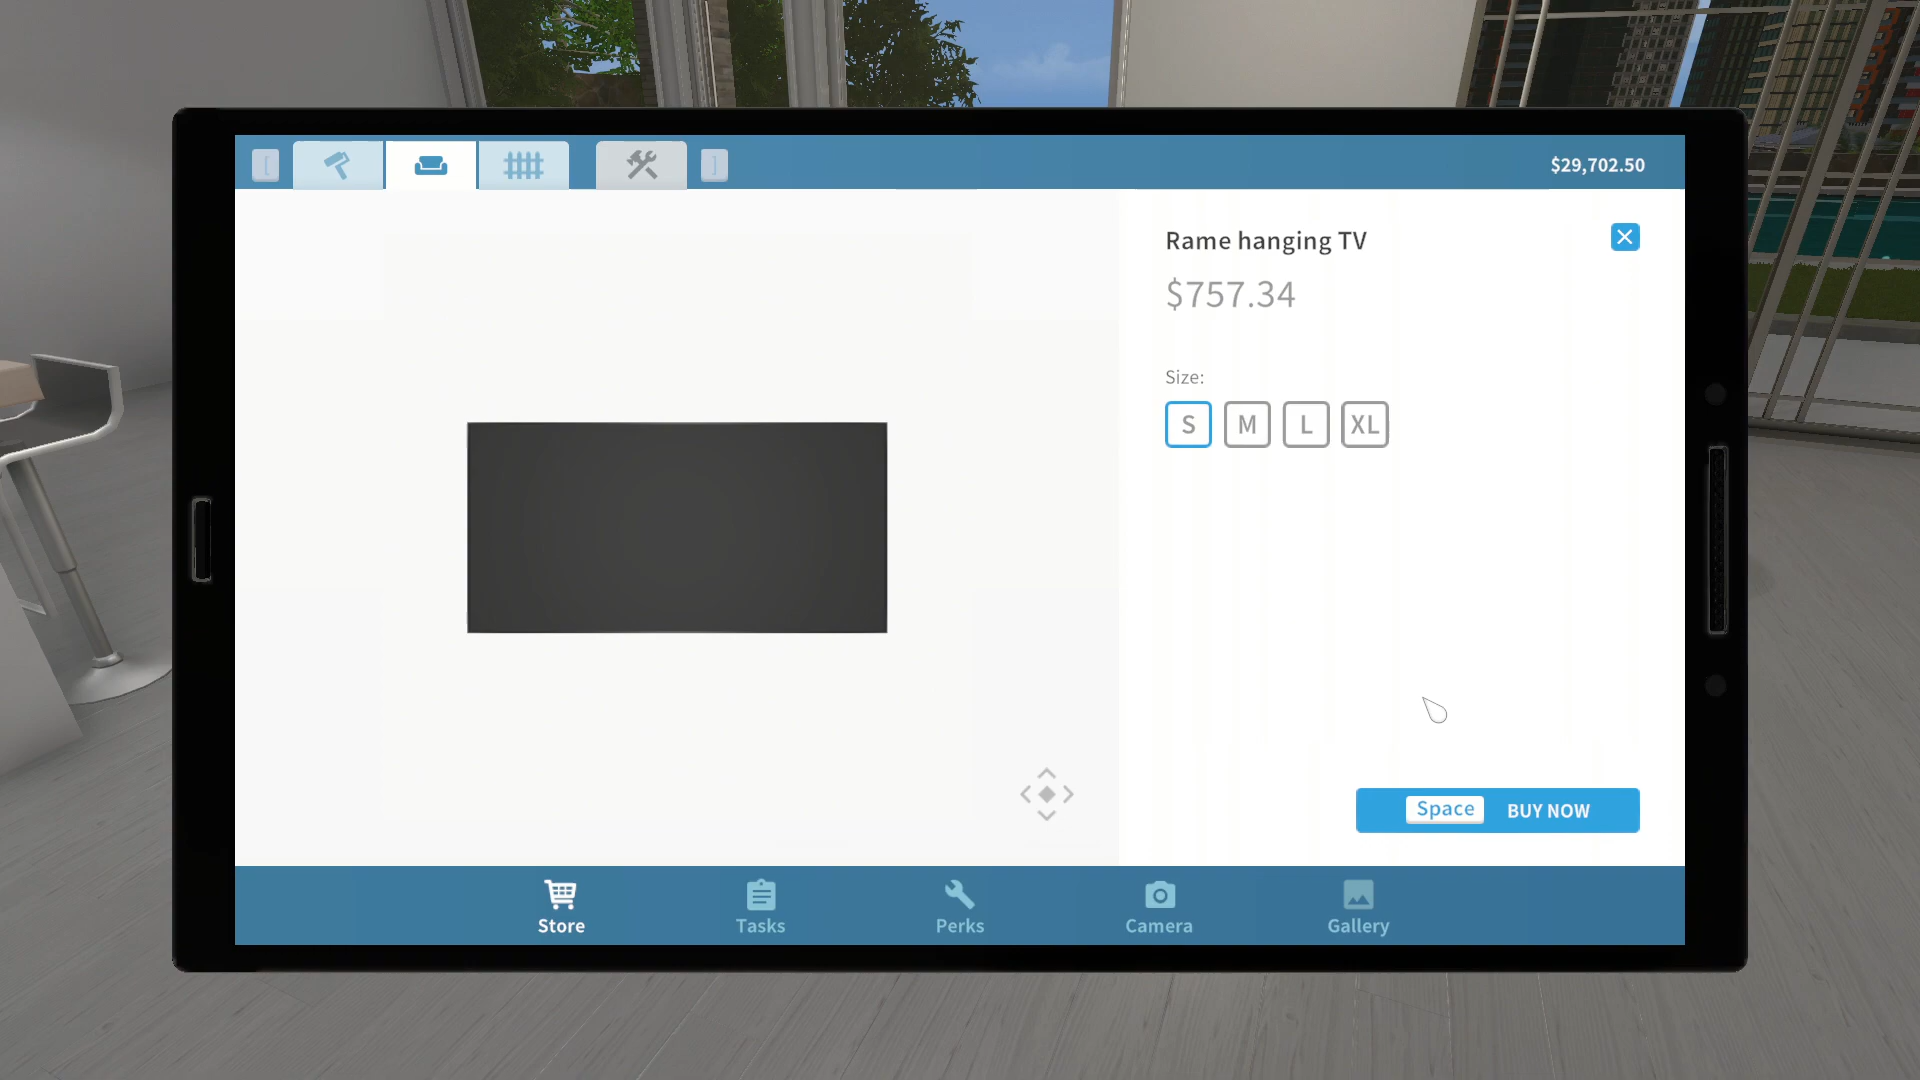 [
]
$29,702.50
Rame hanging TV
$757.34
Size:
S M L XL
Space BUY NOW
Store Tasks Perks Camera Gallery